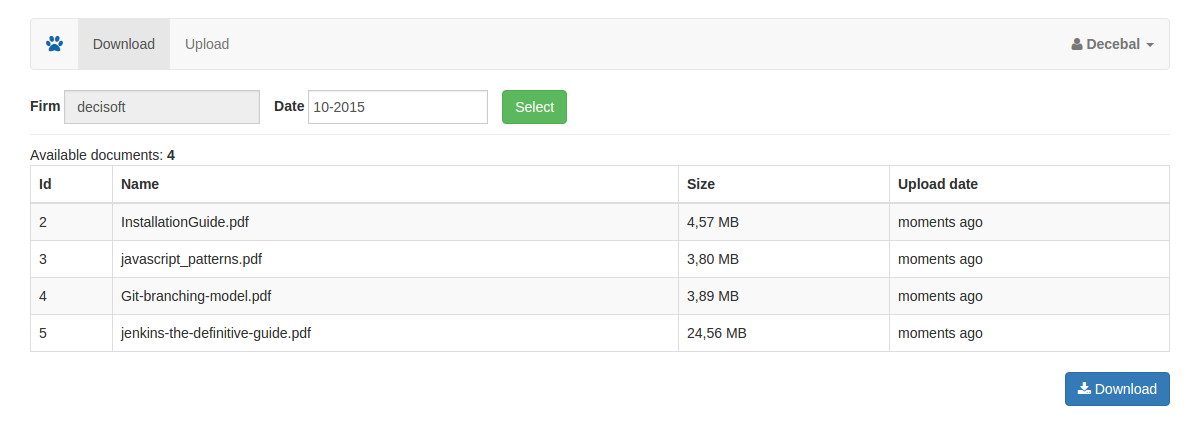 Download Upload Decebal
Firm decisoft Date 10-2015 Select
Available documents: 4
Id Name Size Upload date
2 InstallationGuide.pdf 4,57 MB moments ago
3 javascript_patterns.pdf 3,80 MB moments ago
4 Git-branching-model.pdf 3,89 MB moments ago
5 jenkins-the-definitive-guide.pdf 24,56 MB moments ago
Download